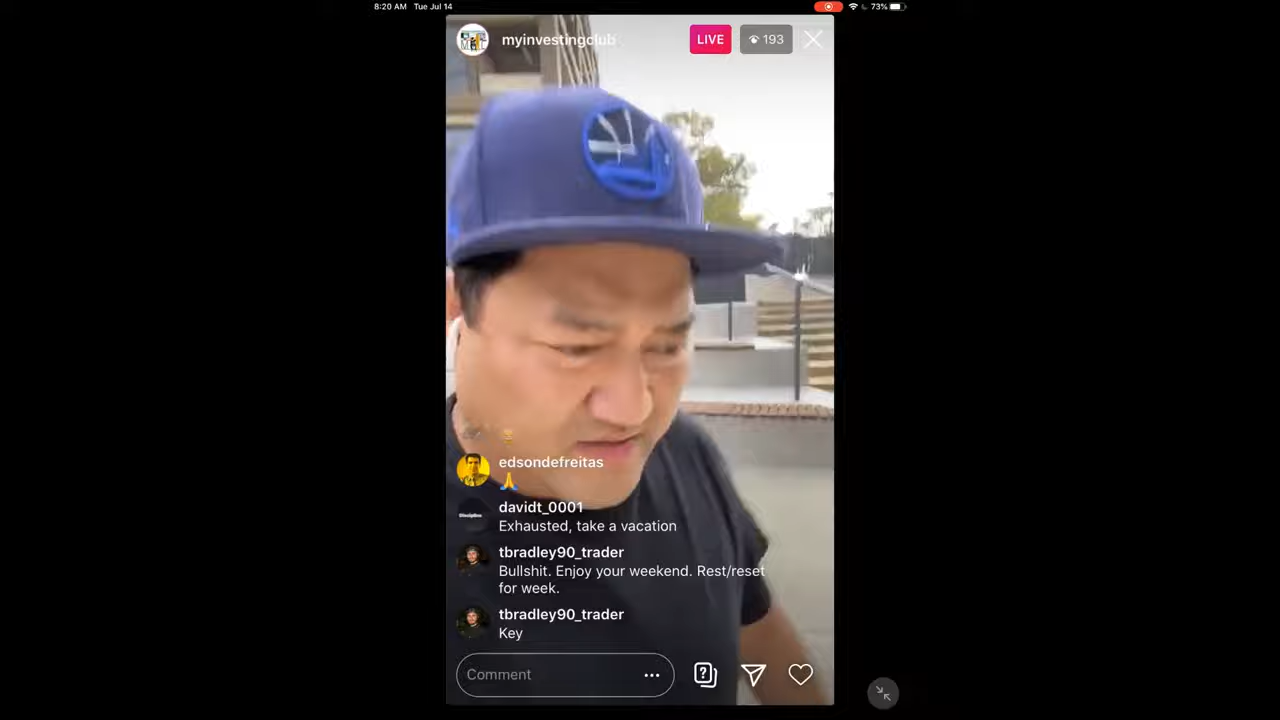 8:20 AM Tue Jul 14
73%
myinvestingclub
LIVE
193
edsondefreitas
🙏
davidt_0001
Exhausted, take a vacation
tbradley90_trader
Bullshit. Enjoy your weekend. Rest/reset
for week.
tbradley90_trader
Key
Comment